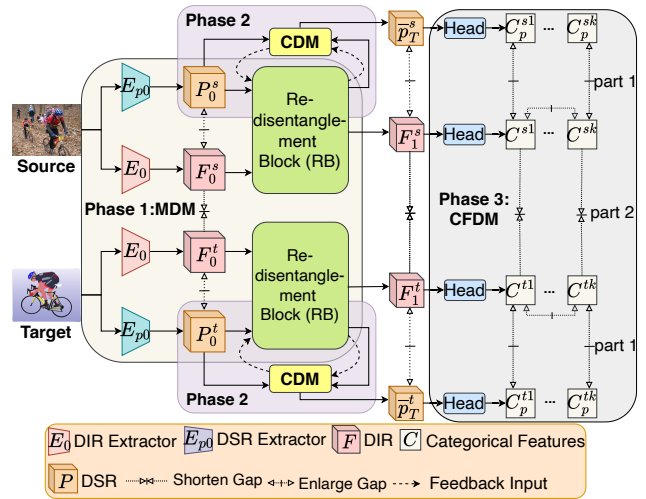 Phase 2
CDM
p̅_T^s
Head
C_p^{s1} ... C_p^{sk}
E_{p0}
P_0^s
Re-disentangle-ment Block (RB)
part 1
Source
E_0
F_0^s
F_1^s
Head
C^{s1} ... C^{sk}
Phase 1:MDM
Phase 3: CFDM
part 2
E_0
F_0^t
Re-disentangle-ment Block (RB)
F_1^t
Head
C^{t1} ... C^{tk}
Target
E_{p0}
P_0^t
part 1
CDM
Phase 2
p̅_T^t
Head
C_p^{t1} ... C_p^{tk}
E_0 DIR Extractor E_{p0} DSR Extractor F DIR C Categorical Features
P DSR Shorten Gap Enlarge Gap Feedback Input